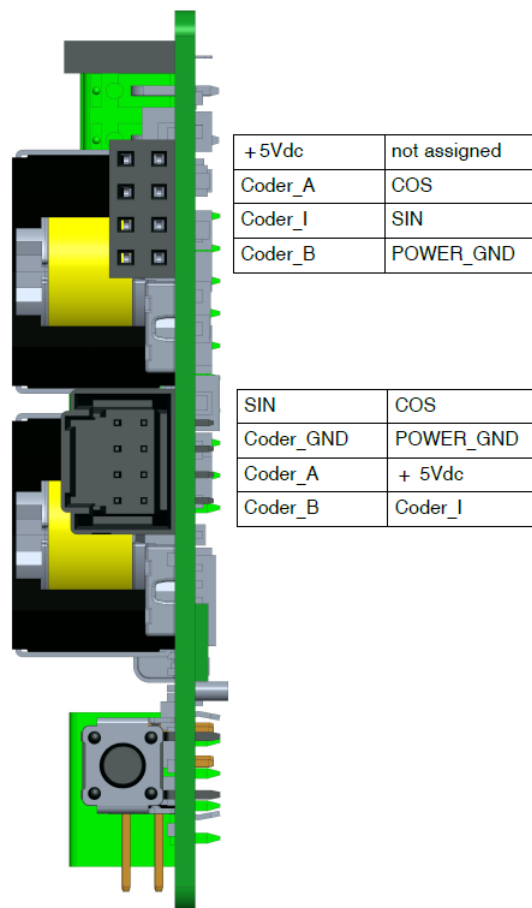 + 5Vdc not assigned
Coder_A COS
Coder_I SIN
Coder_B POWER_GND
SIN COS
Coder_GND POWER_GND
Coder_A + 5Vdc
Coder_B Coder_I